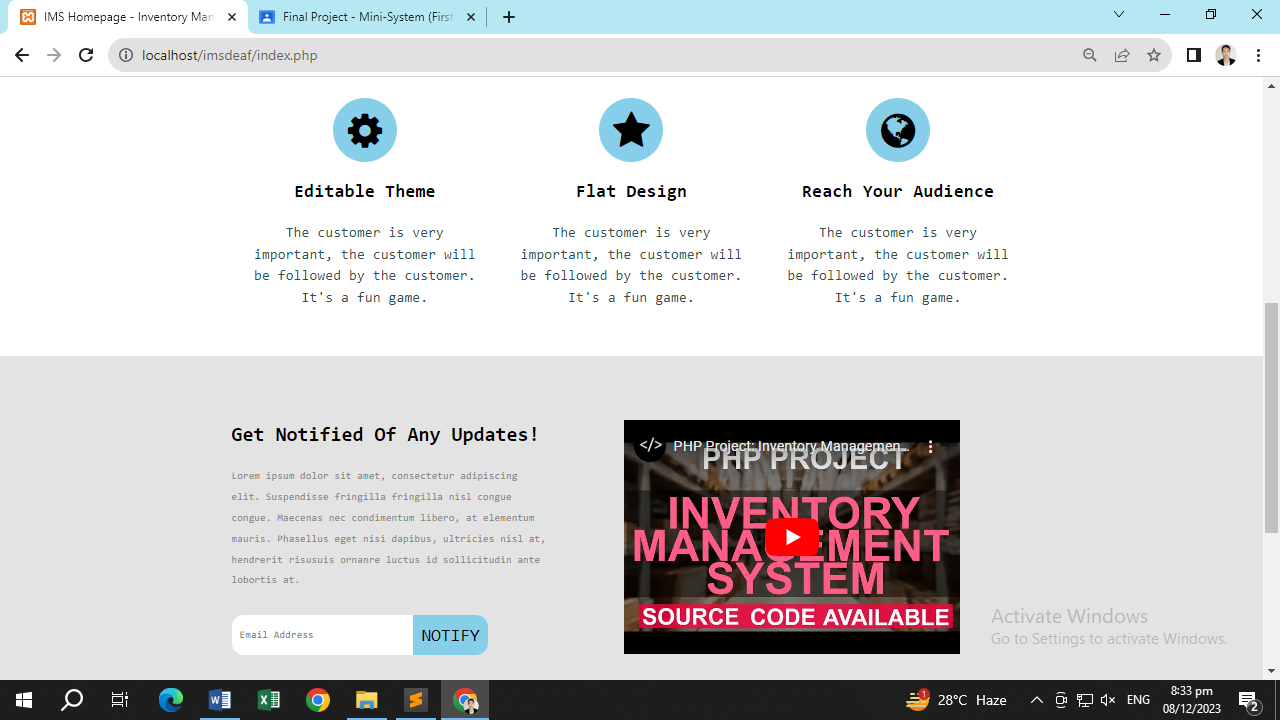 IMS Homepage - Inventory Man
Final Project - Mini-System (First
localhost/imsdeaf/index.php
Editable Theme
The customer is very
important, the customer will
be followed by the customer.
It's a fun game.
Flat Design
The customer is very
important, the customer will
be followed by the customer.
It's a fun game.
Reach Your Audience
The customer is very
important, the customer will
be followed by the customer.
It's a fun game.
Get Notified Of Any Updates!
Lorem ipsum dolor sit amet, consectetur adipiscing
elit. Suspendisse fringilla fringilla nisl congue
congue. Maecenas nec condimentum libero, at elementum
mauris. Phasellus eget nisi dapibus, ultricies nisl at,
hendrerit risusuis ornanre luctus id sollicitudin ante
lobortis at.
Email Address
NOTIFY
</> PHP Project: Inventory Managemen...
PHP PROJECT
INVENTORY
MANAGEMENT
SYSTEM
SOURCE CODE AVAILABLE
Activate Windows
Go to Settings to activate Windows.
1
28°C Haze
ENG
8:33 pm
08/12/2023
2